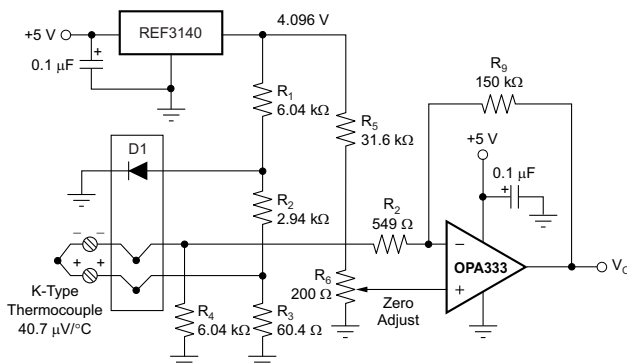 REF3140
+5 V
4.096 V
+
0.1 µF
R1
6.04 kΩ
R5
31.6 kΩ
R9
150 kΩ
+5 V
0.1 µF
+
D1
R2
2.94 kΩ
R2
549 Ω
− −
+ +
K-Type
Thermocouple
40.7 µV/°C
R4
6.04 kΩ
R3
60.4 Ω
R6
200 Ω
Zero
Adjust
−
OPA333
+